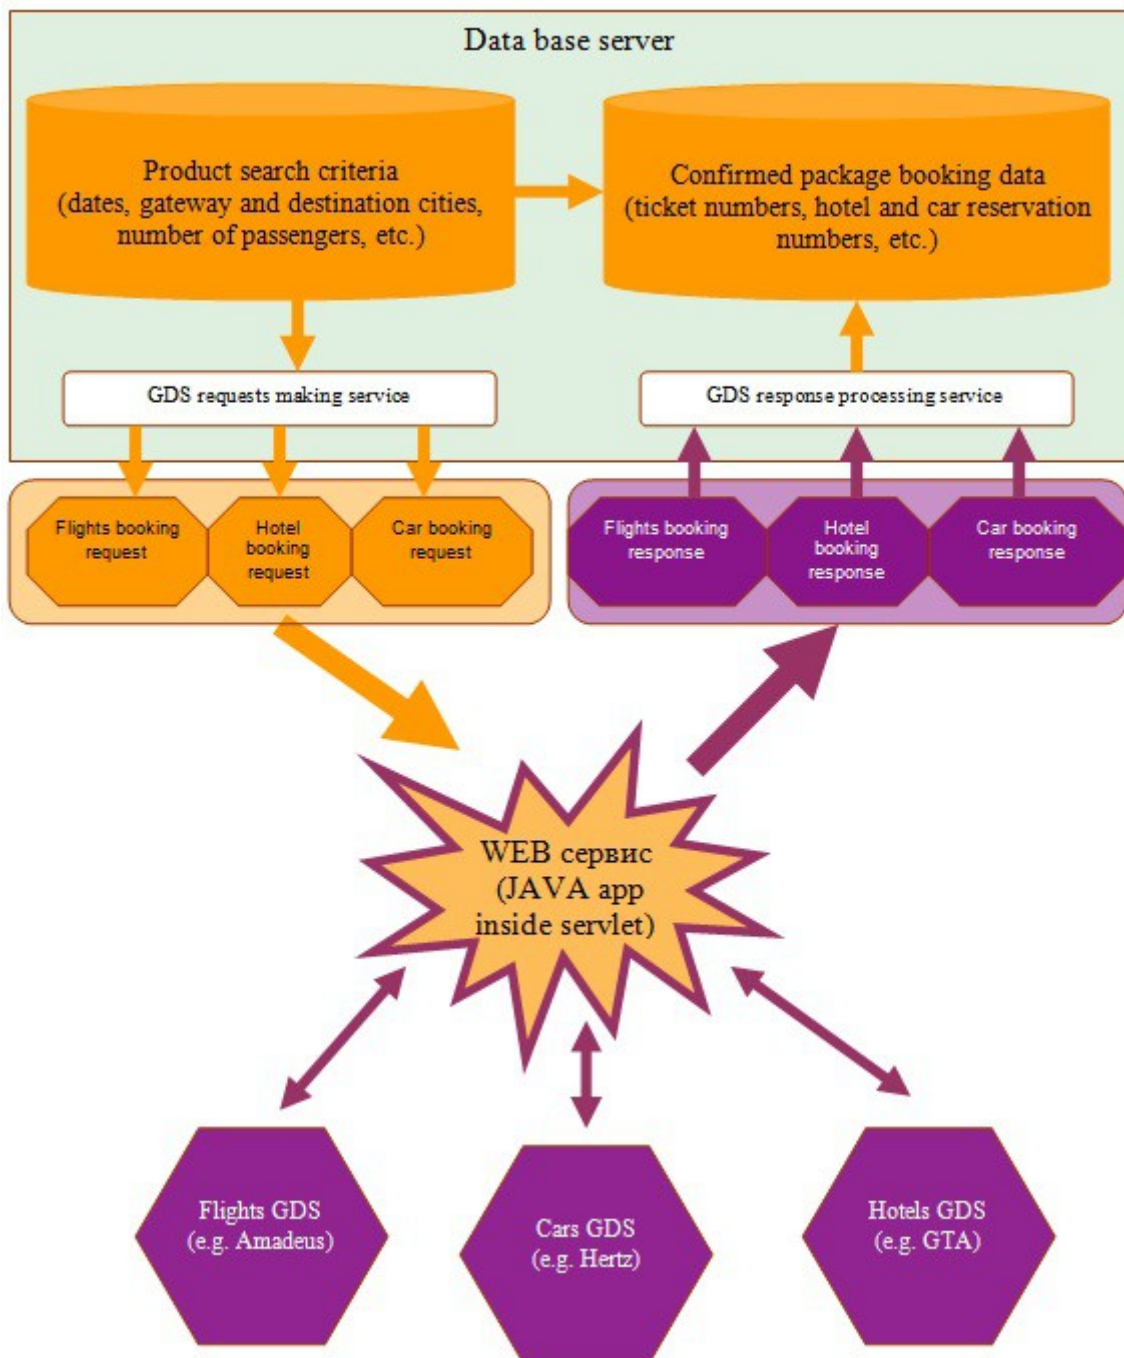 Data base server
Product search criteria
(dates, gateway and destination cities,
number of passengers, etc.)
Confirmed package booking data
(ticket numbers, hotel and car reservation
numbers, etc.)
GDS requests making service
GDS response processing service
Flights booking
request
Hotel
booking
request
Car booking
request
Flights booking
response
Hotel
booking
response
Car booking
response
WEB сервис
(JAVA app
inside servlet)
Flights GDS
(e.g. Amadeus)
Cars GDS
(e.g. Hertz)
Hotels GDS
(e.g. GTA)